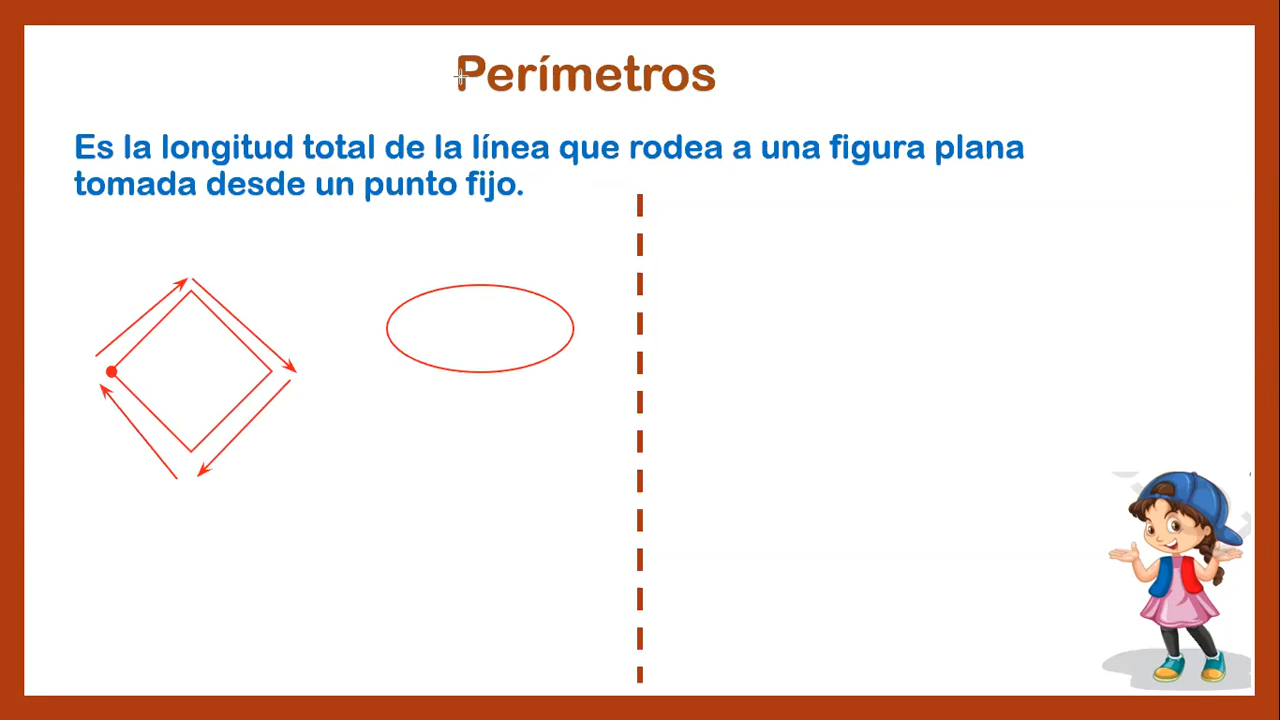 Perímetros
Es la longitud total de la línea que rodea a una figura plana
tomada desde un punto fijo.